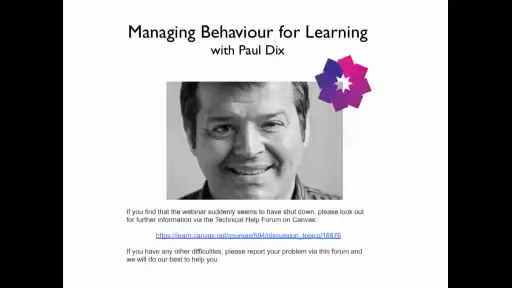 Managing Behaviour for Learning
with Paul Dix
If you find that the webinar suddenly seems to have shut down, please look out
for further information via the Technical Help Forum on Canvas:
https://learn.canvas.net/courses/594/discussion_topics/15876
If you have any other difficulties, please report your problem via this forum and
we will do our best to help you.